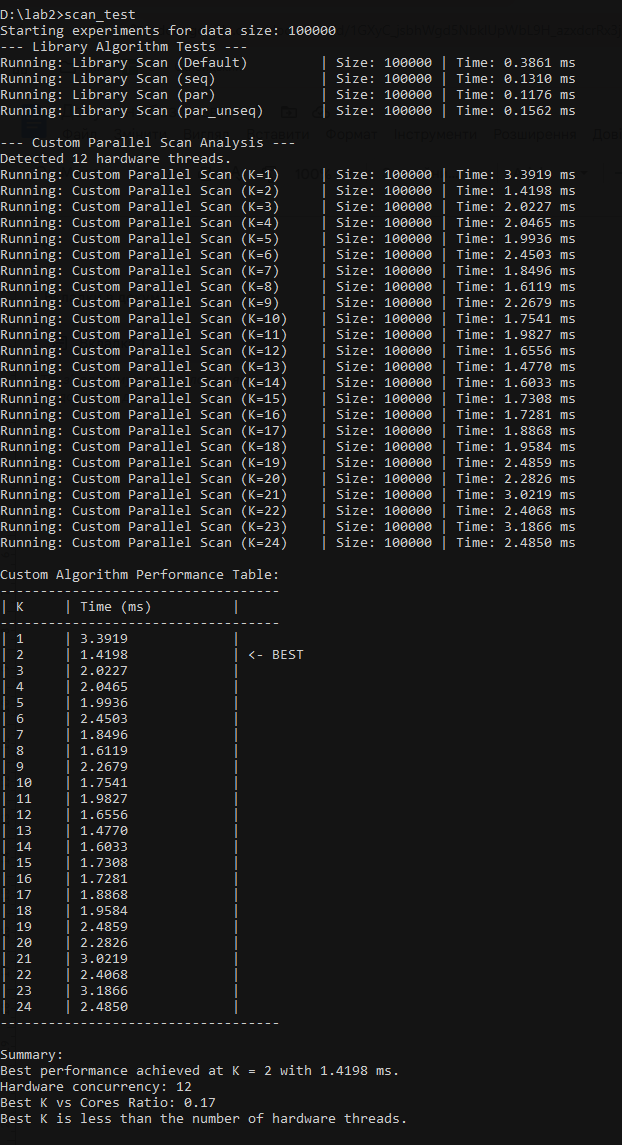 D:\lab2>scan_test
Starting experiments for data size: 100000
--- Library Algorithm Tests ---
Running: Library Scan (Default)         | Size: 100000 | Time: 0.3861 ms
Running: Library Scan (seq)             | Size: 100000 | Time: 0.1310 ms
Running: Library Scan (par)             | Size: 100000 | Time: 0.1176 ms
Running: Library Scan (par_unseq)       | Size: 100000 | Time: 0.1562 ms

--- Custom Parallel Scan Analysis ---
Detected 12 hardware threads.
Running: Custom Parallel Scan (K=1)     | Size: 100000 | Time: 3.3919 ms
Running: Custom Parallel Scan (K=2)     | Size: 100000 | Time: 1.4198 ms
Running: Custom Parallel Scan (K=3)     | Size: 100000 | Time: 2.0227 ms
Running: Custom Parallel Scan (K=4)     | Size: 100000 | Time: 2.0465 ms
Running: Custom Parallel Scan (K=5)     | Size: 100000 | Time: 1.9936 ms
Running: Custom Parallel Scan (K=6)     | Size: 100000 | Time: 2.4503 ms
Running: Custom Parallel Scan (K=7)     | Size: 100000 | Time: 1.8496 ms
Running: Custom Parallel Scan (K=8)     | Size: 100000 | Time: 1.6119 ms
Running: Custom Parallel Scan (K=9)     | Size: 100000 | Time: 2.2679 ms
Running: Custom Parallel Scan (K=10)    | Size: 100000 | Time: 1.7541 ms
Running: Custom Parallel Scan (K=11)    | Size: 100000 | Time: 1.9827 ms
Running: Custom Parallel Scan (K=12)    | Size: 100000 | Time: 1.6556 ms
Running: Custom Parallel Scan (K=13)    | Size: 100000 | Time: 1.4770 ms
Running: Custom Parallel Scan (K=14)    | Size: 100000 | Time: 1.6033 ms
Running: Custom Parallel Scan (K=15)    | Size: 100000 | Time: 1.7308 ms
Running: Custom Parallel Scan (K=16)    | Size: 100000 | Time: 1.7281 ms
Running: Custom Parallel Scan (K=17)    | Size: 100000 | Time: 1.8868 ms
Running: Custom Parallel Scan (K=18)    | Size: 100000 | Time: 1.9584 ms
Running: Custom Parallel Scan (K=19)    | Size: 100000 | Time: 2.4859 ms
Running: Custom Parallel Scan (K=20)    | Size: 100000 | Time: 2.2826 ms
Running: Custom Parallel Scan (K=21)    | Size: 100000 | Time: 3.0219 ms
Running: Custom Parallel Scan (K=22)    | Size: 100000 | Time: 2.4068 ms
Running: Custom Parallel Scan (K=23)    | Size: 100000 | Time: 3.1866 ms
Running: Custom Parallel Scan (K=24)    | Size: 100000 | Time: 2.4850 ms

Custom Algorithm Performance Table:
-----------------------------------
| K     | Time (ms)          |
-----------------------------------
| 1     | 3.3919             |
| 2     | 1.4198             | <- BEST
| 3     | 2.0227             |
| 4     | 2.0465             |
| 5     | 1.9936             |
| 6     | 2.4503             |
| 7     | 1.8496             |
| 8     | 1.6119             |
| 9     | 2.2679             |
| 10    | 1.7541             |
| 11    | 1.9827             |
| 12    | 1.6556             |
| 13    | 1.4770             |
| 14    | 1.6033             |
| 15    | 1.7308             |
| 16    | 1.7281             |
| 17    | 1.8868             |
| 18    | 1.9584             |
| 19    | 2.4859             |
| 20    | 2.2826             |
| 21    | 3.0219             |
| 22    | 2.4068             |
| 23    | 3.1866             |
| 24    | 2.4850             |
-----------------------------------

Summary:
Best performance achieved at K = 2 with 1.4198 ms.
Hardware concurrency: 12
Best K vs Cores Ratio: 0.17
Best K is less than the number of hardware threads.